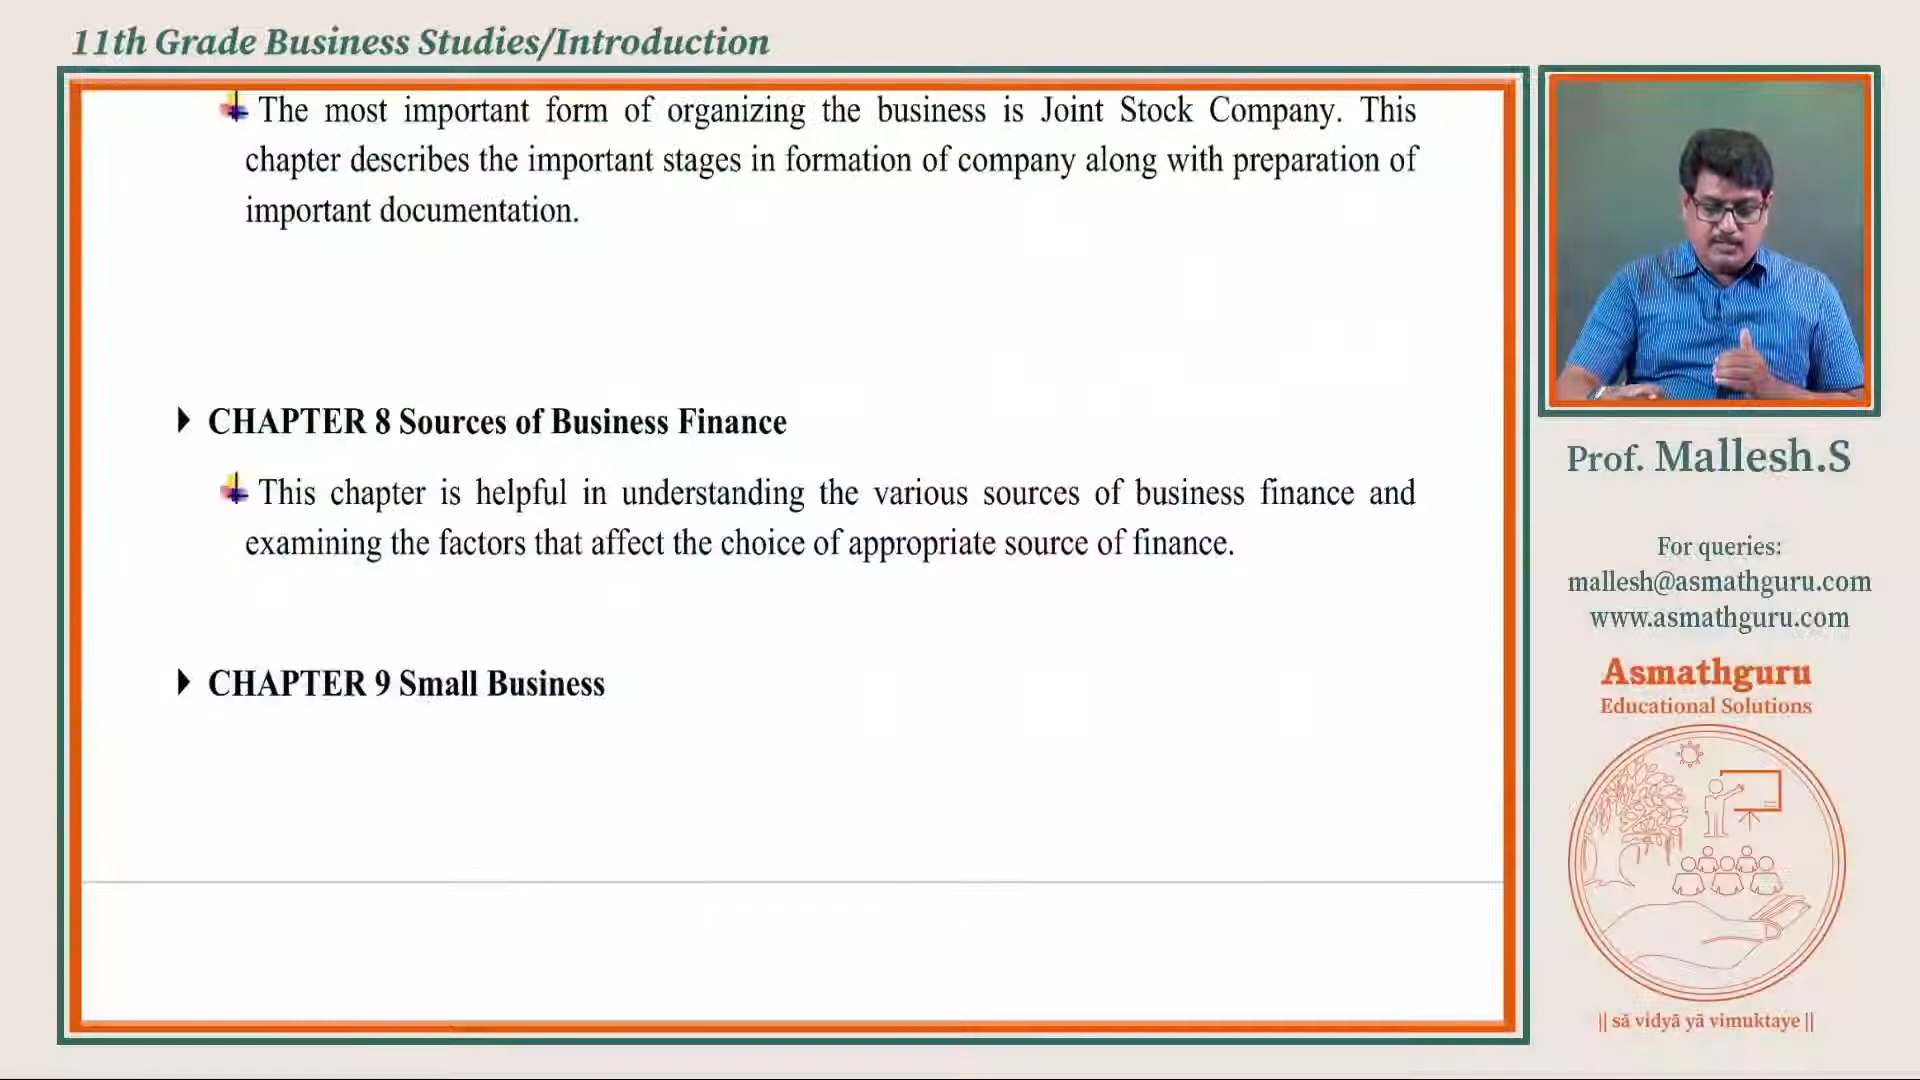 11th Grade Business Studies/Introduction
The most important form of organizing the business is Joint Stock Company. This
chapter describes the important stages in formation of company along with preparation of
important documentation.
CHAPTER 8 Sources of Business Finance
This chapter is helpful in understanding the various sources of business finance and
examining the factors that affect the choice of appropriate source of finance.
CHAPTER 9 Small Business
Prof. Mallesh.S
For queries:
mallesh@asmathguru.com
www.asmathguru.com
Asmathguru
Educational Solutions
|| sā vidyā yā vimuktaye ||